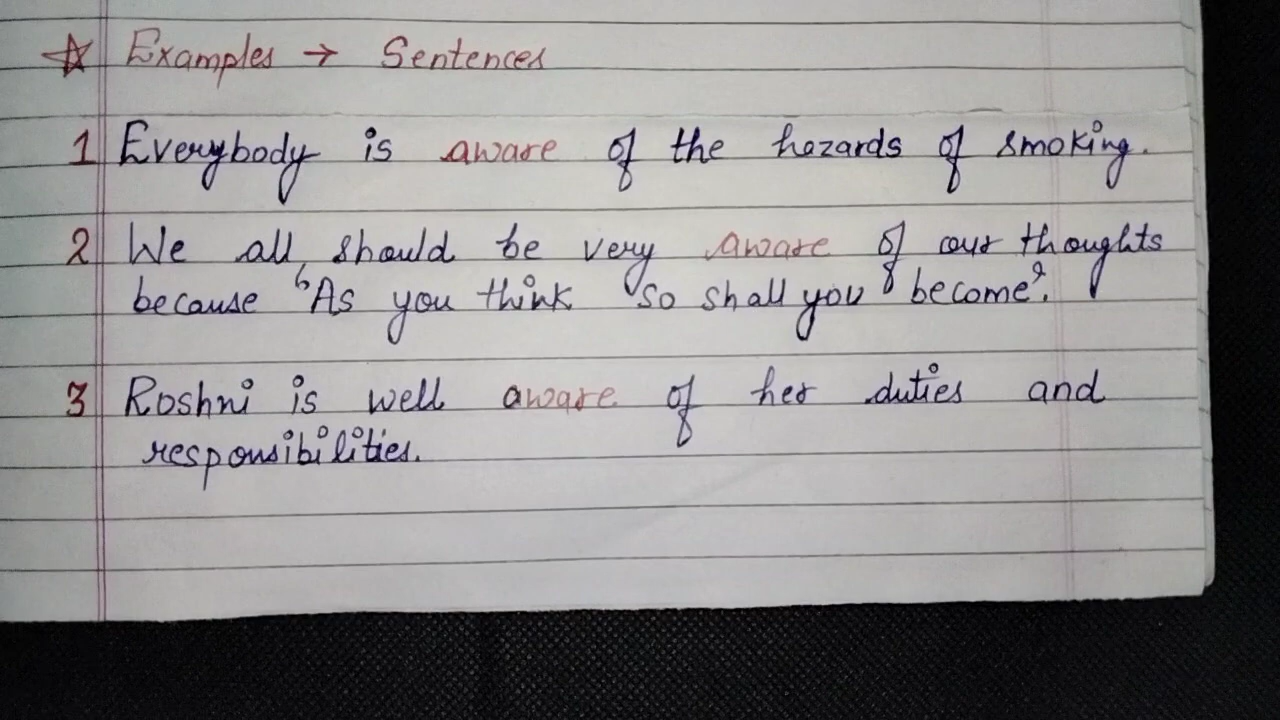 ☆ Examples → Sentences
1 Everybody is aware of the hazards of smoking.
2 We all should be very aware of our thoughts
because ‘As you think so shall you become’.
3 Roshni is well aware of her duties and
responsibilities.